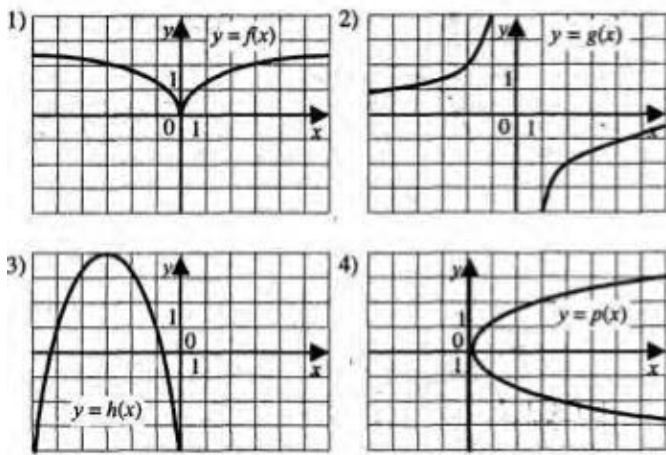 1)
y
y = f(x)
1
0 1
x
2)
y
y = g(x)
1
0 1
x
3)
y
1
0
1
x
y = h(x)
4)
y
1
0
1
x
y = p(x)